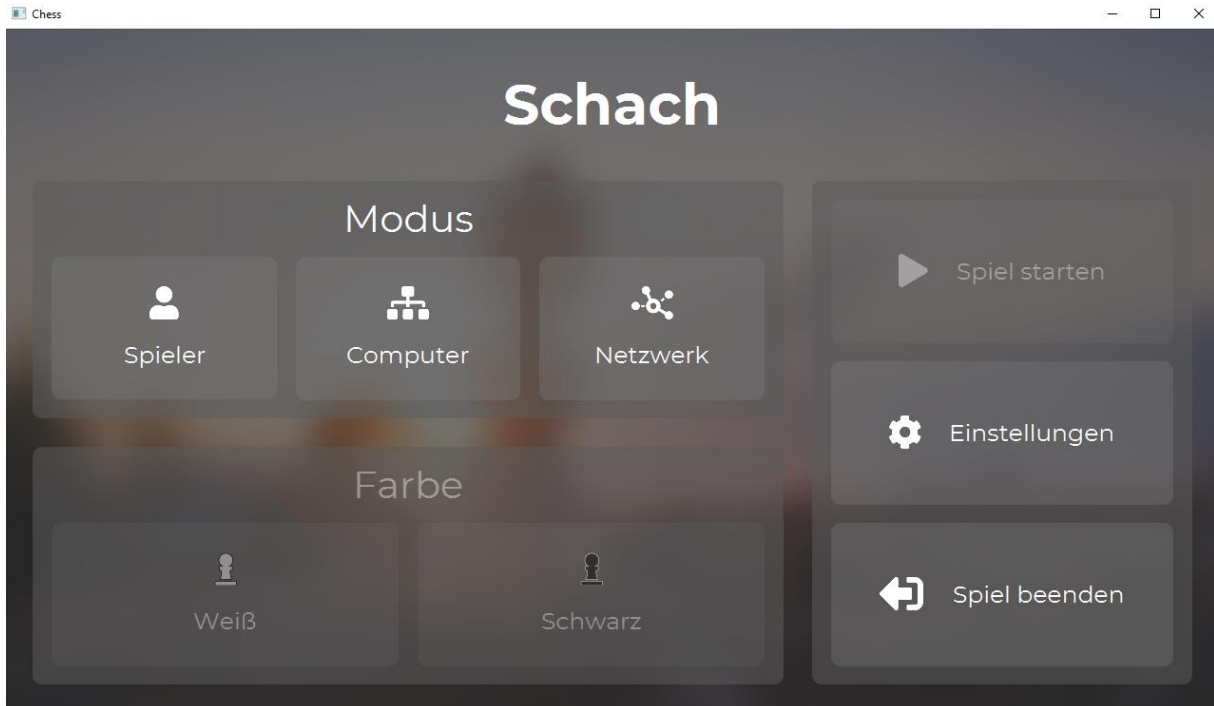 Chess
Schach
Modus
Spieler
Computer
Netzwerk
Farbe
Weiß
Schwarz
Spiel starten
Einstellungen
Spiel beenden